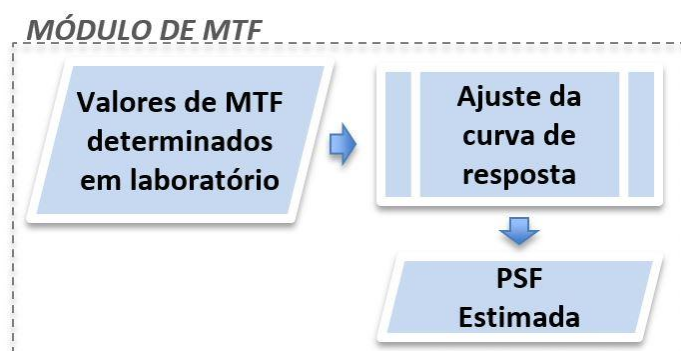 MÓDULO DE MTF
Valores de MTF
determinados
em laboratório
Ajuste da
curva de
resposta
PSF
Estimada